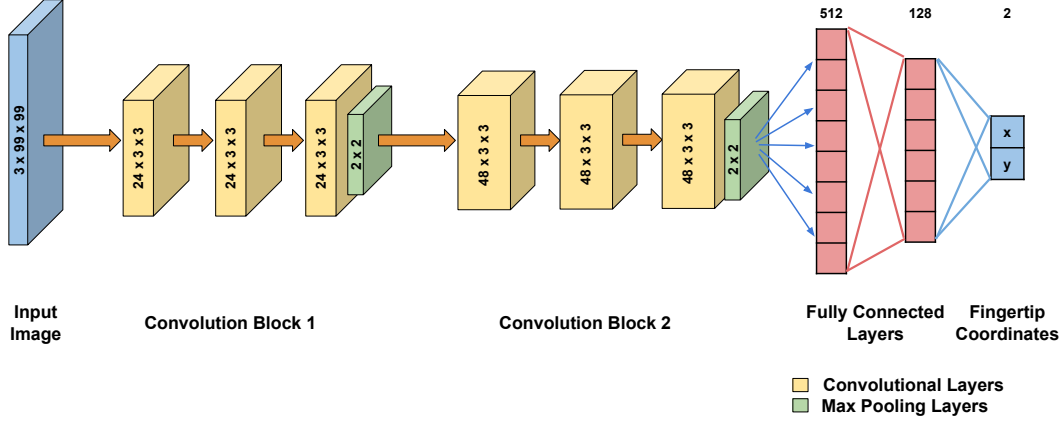 512
128
2
3 x 99 x 99
24 x 3 x 3
24 x 3 x 3
24 x 3 x 3
2 x 2
48 x 3 x 3
48 x 3 x 3
48 x 3 x 3
2 x 2
x
y
Input
Image
Convolution Block 1
Convolution Block 2
Fully Connected
Layers
Fingertip
Coordinates
Convolutional Layers
Max Pooling Layers